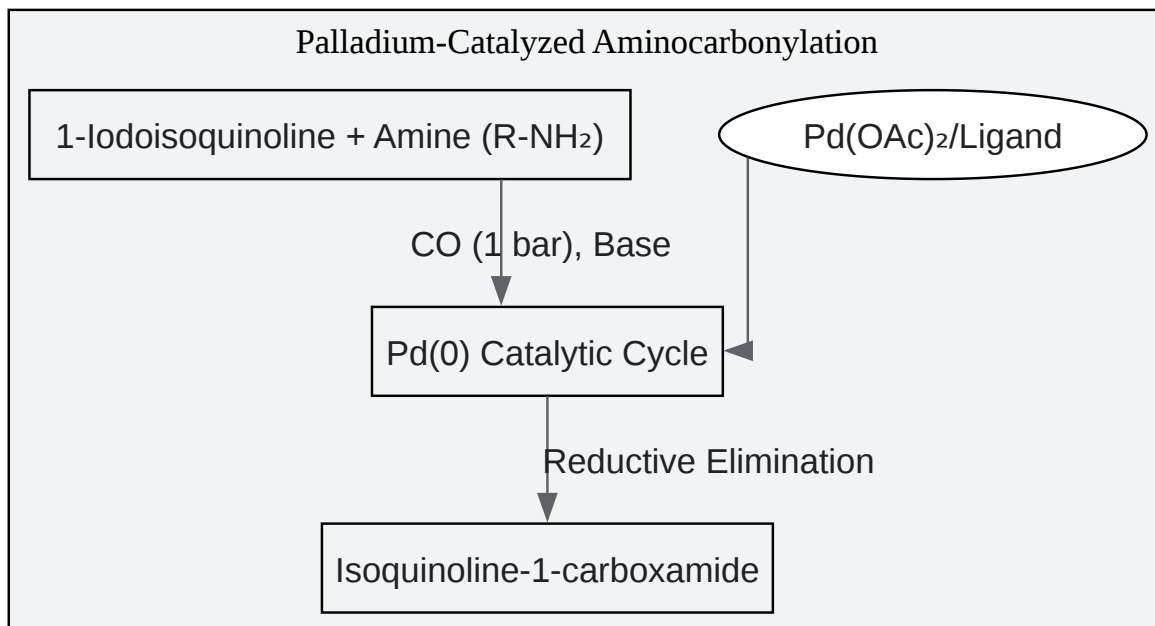 Palladium-Catalyzed Aminocarbonylation
1-Iodoisoquinoline + Amine (R-NH₂)
Pd(OAc)₂/Ligand
CO (1 bar), Base
Pd(0) Catalytic Cycle
Reductive Elimination
Isoquinoline-1-carboxamide